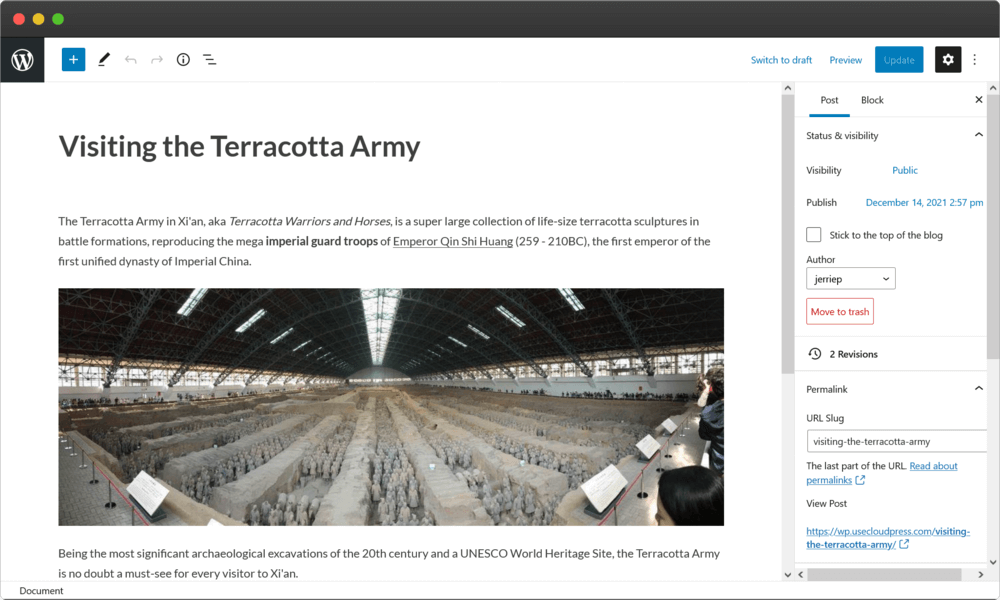 Switch to draft
Preview
Update
Visiting the Terracotta Army
The Terracotta Army in Xi'an, aka Terracotta Warriors and Horses, is a super large collection of life-size terracotta sculptures in
battle formations, reproducing the mega imperial guard troops of Emperor Qin Shi Huang (259 - 210BC), the first emperor of the
first unified dynasty of Imperial China.
Being the most significant archaeological excavations of the 20th century and a UNESCO World Heritage Site, the Terracotta Army
is no doubt a must-see for every visitor to Xi'an.
Post
Block
Status & visibility
Visibility
Public
Publish
December 14, 2021 2:57 pm
Stick to the top of the blog
Author
jerriep
Move to trash
2 Revisions
Permalink
URL Slug
visiting-the-terracotta-army
The last part of the URL. Read about
permalinks
View Post
https://wp.usecloudpress.com/visiting-
the-terracotta-army/
Document